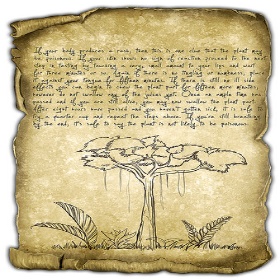 If your body produces a rash, then this is one clue that the plant may
be poisonous. If your skin shows no sign of reaction, proceed to the next
step in testing by touching a very small piece to your lips and wait
for three minutes or so. Again if there is no tingling or numbness, place
it against your tongue for fifteen minutes. If there is still no ill side
effects you can begin to chew the plant part for fifteen more minutes,
however do not swallow any of the juices yet. Once an ample time has
passed and if you are still alive, you may now swallow the plant part.
After eight hours have passed and you haven't gotten sick, it is safe to
try a quarter cup and repeat the steps above. If you're still breathing
by the end, it's safe to say the plant is not likely to be poisonous.